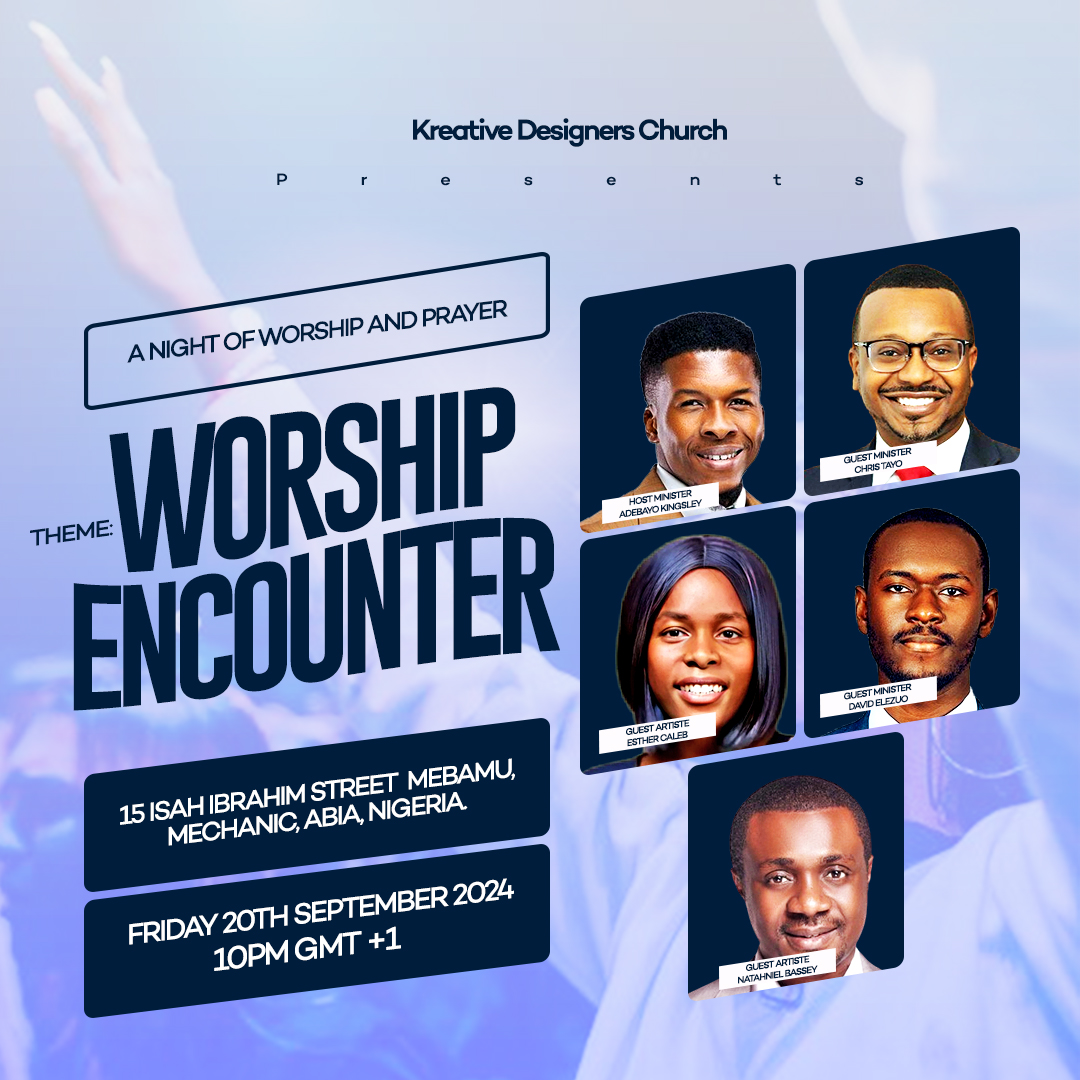 Kreative Designers Church
Presents
A NIGHT OF WORSHIP AND PRAYER
THEME:
WORSHIP
ENCOUNTER
15 ISAH IBRAHIM STREET MEBAMU,
MECHANIC, ABIA, NIGERIA.
FRIDAY 20TH SEPTEMBER 2024
10PM GMT +1
HOST MINISTER
ADEBAYO KINGSLEY
GUEST MINISTER
CHRIS TAYO
GUEST ARTISTE
ESTHER CALEB
GUEST MINISTER
DAVID ELEZUO
GUEST ARTISTE
NATAHNIEL BASSEY